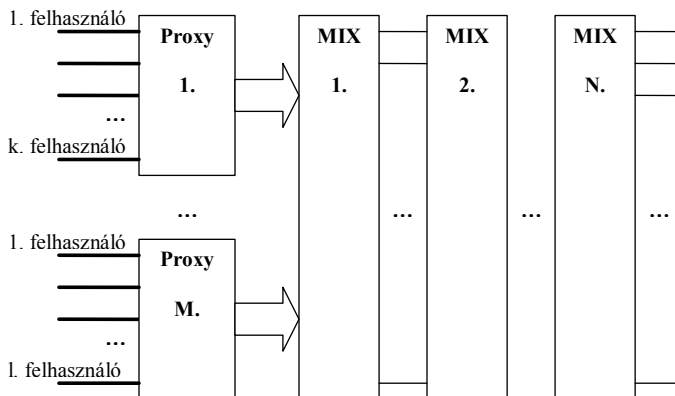 1. felhasználó
Proxy
1.
...
k. felhasználó
...
1. felhasználó
Proxy
M.
...
l. felhasználó
MIX
1.
...
MIX
2.
...
MIX
N.
...